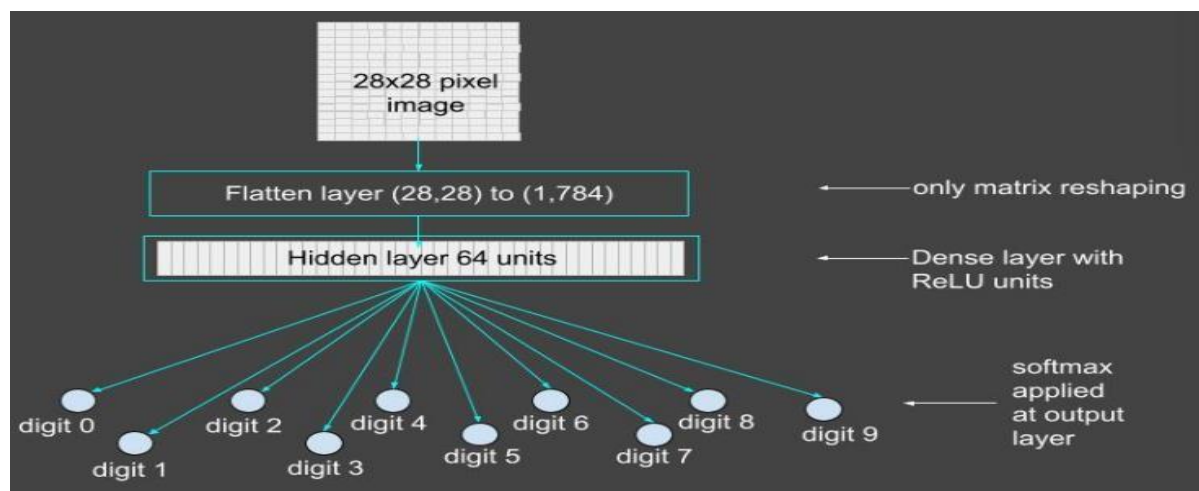 28x28 pixel
image
Flatten layer (28,28) to (1,784)
only matrix reshaping
Hidden layer 64 units
Dense layer with
ReLU units
softmax
applied
at output
layer
digit 0
digit 1
digit 2
digit 3
digit 4
digit 5
digit 6
digit 7
digit 8
digit 9